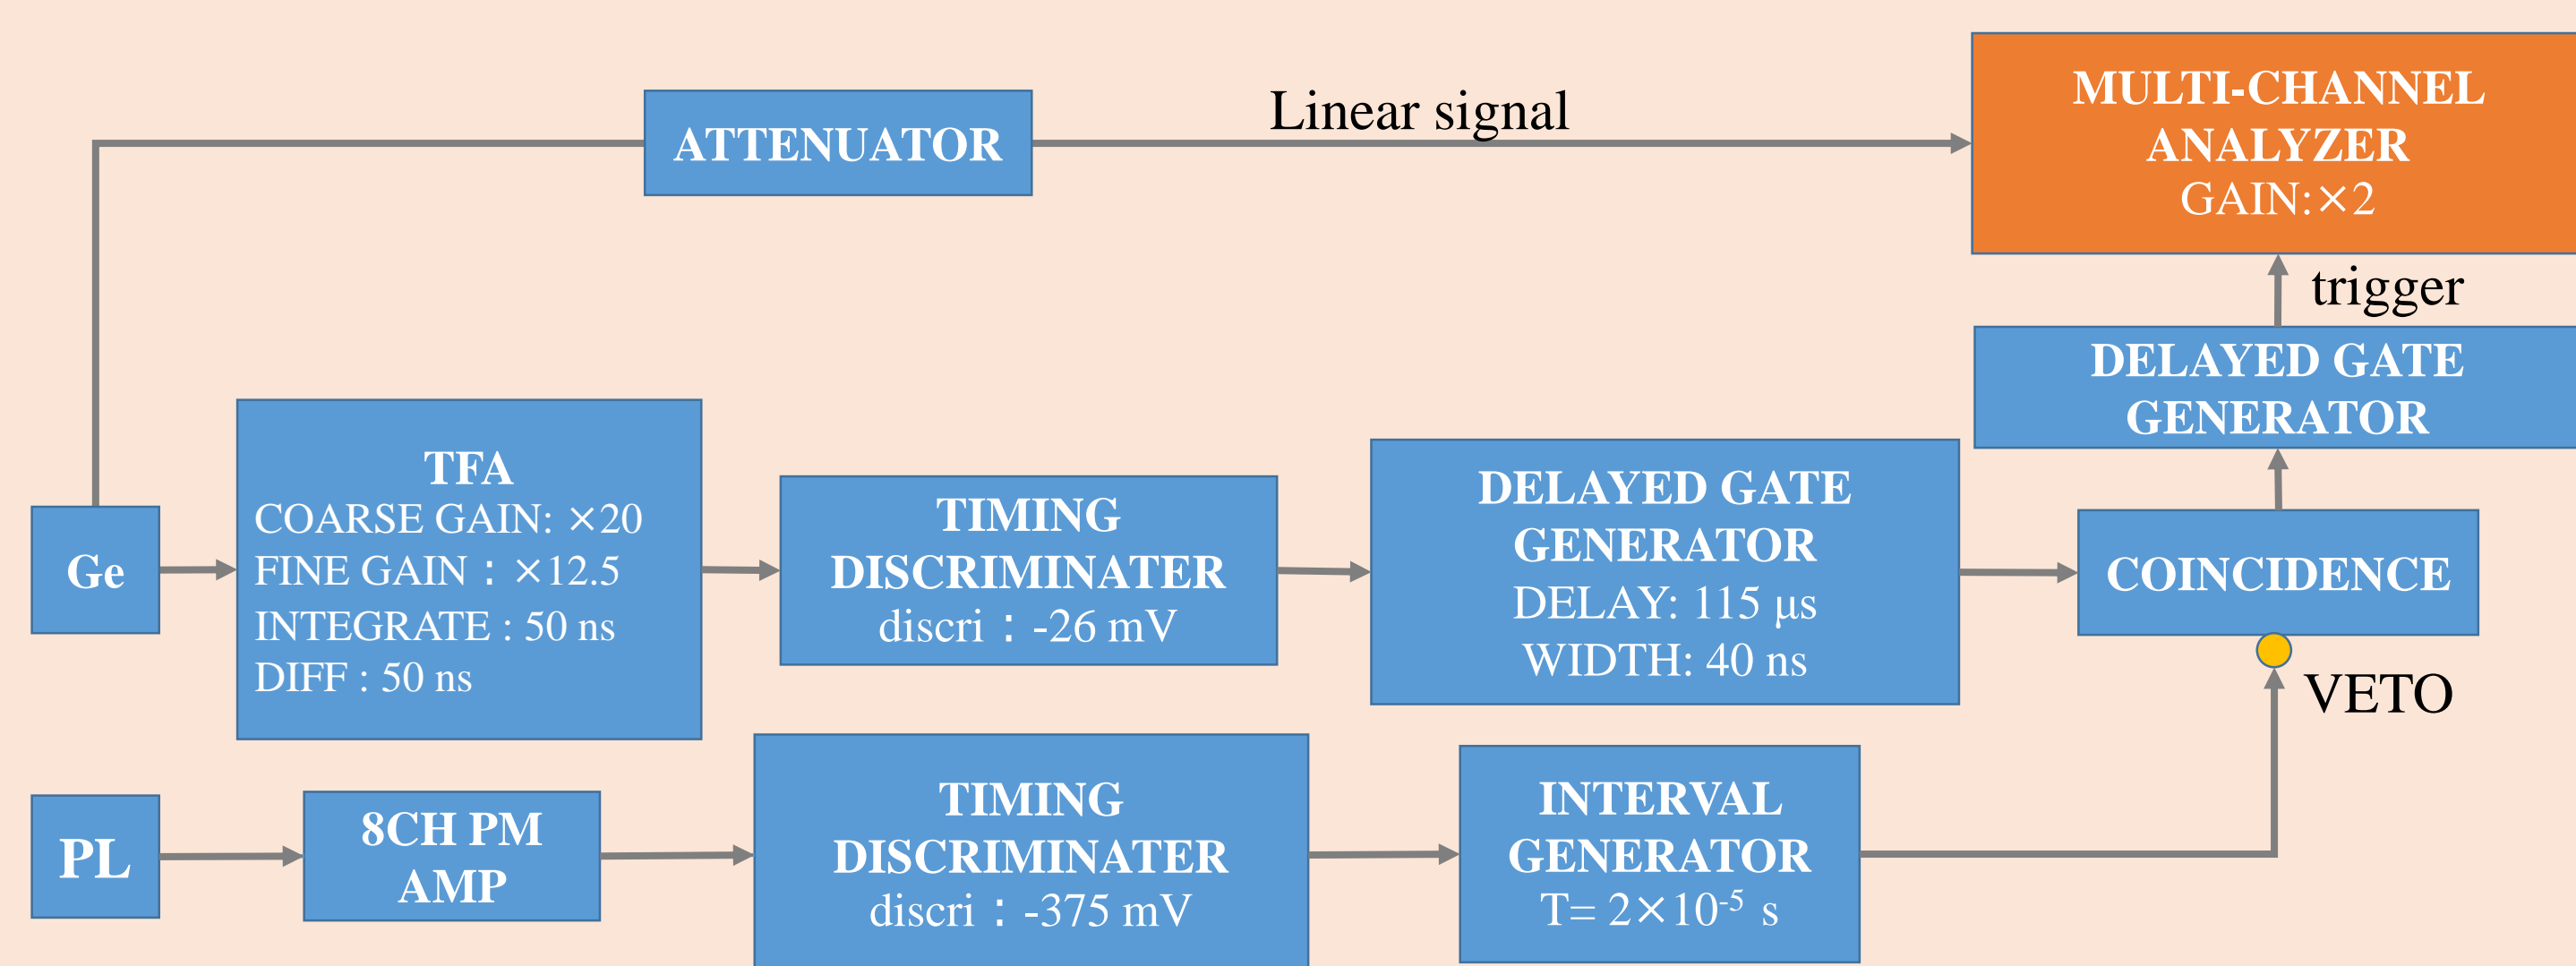 MULTI-CHANNEL
ANALYZER
GAIN:×2
ATTENUATOR
Linear signal
trigger
DELAYED GATE
GENERATOR
Ge
TFA
COARSE GAIN: ×20
FINE GAIN：×12.5
INTEGRATE : 50 ns
DIFF : 50 ns
TIMING
DISCRIMINATER
discri：-26 mV
DELAYED GATE
GENERATOR
DELAY: 115 μs
WIDTH: 40 ns
COINCIDENCE
VETO
PL
8CH PM
AMP
TIMING
DISCRIMINATER
discri：-375 mV
INTERVAL
GENERATOR
T= 2×10⁻⁵ s